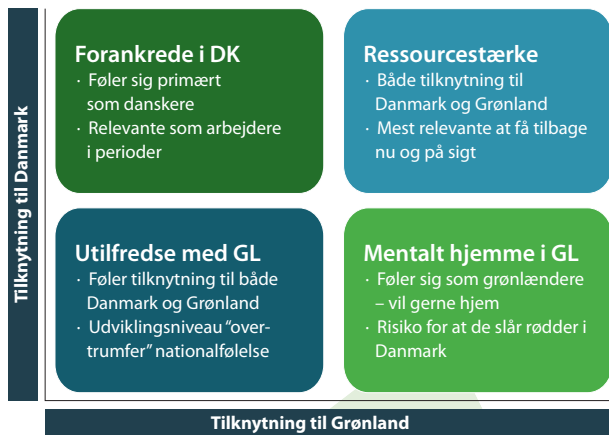 Tilknytning til Danmark
Forankrede i DK
· Føler sig primært
som danskere
· Relevante som arbejdere
i perioder
Ressourcestærke
· Både tilknytning til
Danmark og Grønland
· Mest relevante at få tilbage
nu og på sigt
Utilfredse med GL
· Føler tilknytning til både
Danmark og Grønland
· Udviklingsniveau “over-
trumfer” nationalfølelse
Mentalt hjemme i GL
· Føler sig som grønlændere
– vil gerne hjem
· Risiko for at de slår rødder i
Danmark
Tilknytning til Grønland